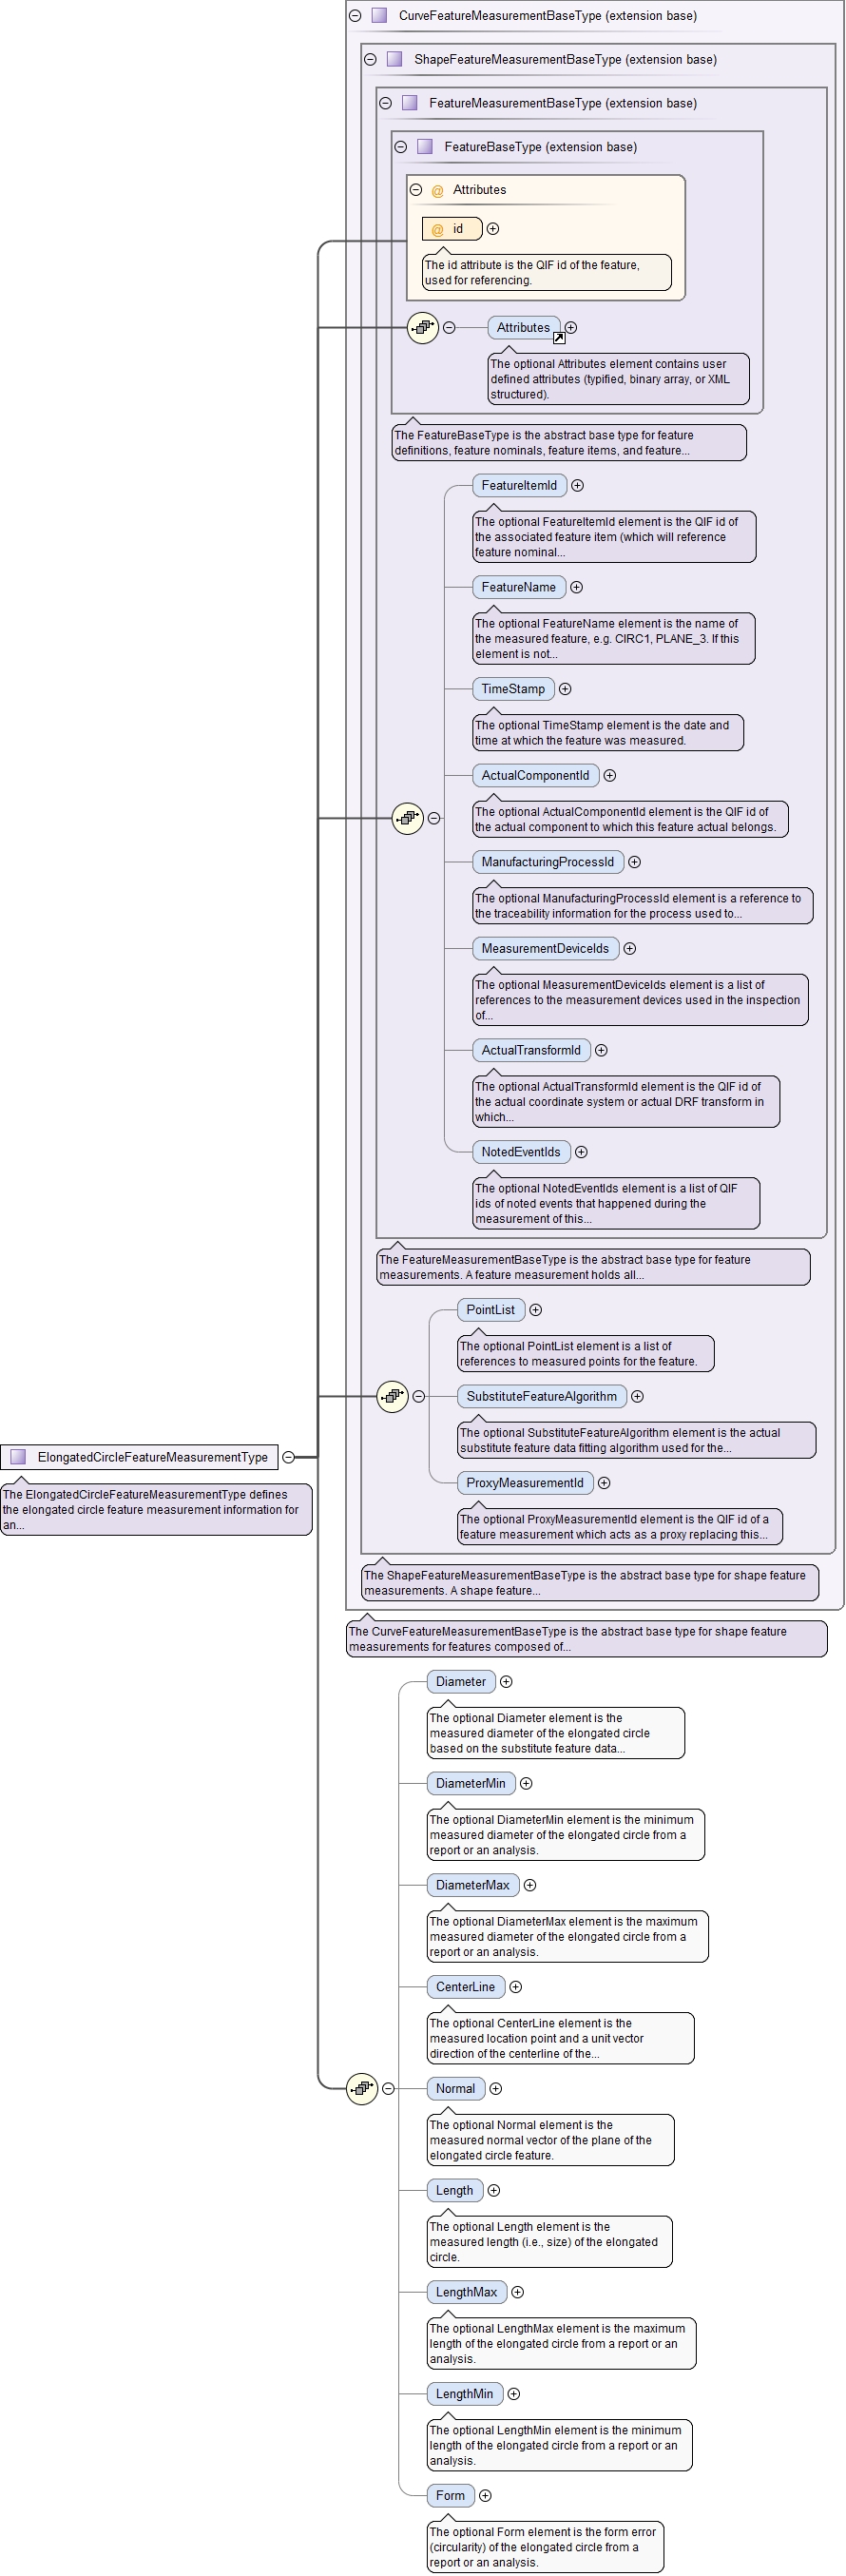 CurveFeatureMeasurementBaseType (extension base)
ShapeFeatureMeasurementBaseType (extension base)
FeatureMeasurementBaseType (extension base)
FeatureBaseType (extension base)
@ Attributes
@ id
The id attribute is the QIF id of the feature,
used for referencing.
Attributes
The optional Attributes element contains user
defined attributes (typified, binary array, or XML
structured).
The FeatureBaseType is the abstract base type for feature
definitions, feature nominals, feature items, and feature...
FeatureItemId
The optional FeatureItemId element is the QIF id of
the associated feature item (which will reference
feature nominal...
FeatureName
The optional FeatureName element is the name of
the measured feature, e.g. CIRC1, PLANE_3. If this
element is not...
TimeStamp
The optional TimeStamp element is the date and
time at which the feature was measured.
ActualComponentId
The optional ActualComponentId element is the QIF id of
the actual component to which this feature actual belongs.
ManufacturingProcessId
The optional ManufacturingProcessId element is a reference to
the traceability information for the process used to...
MeasurementDeviceIds
The optional MeasurementDeviceIds element is a list of
references to the measurement devices used in the inspection
of...
ActualTransformId
The optional ActualTransformId element is the QIF id of
the actual coordinate system or actual DRF transform in
which...
NotedEventIds
The optional NotedEventIds element is a list of QIF
ids of noted events that happened during the
measurement of this...
The FeatureMeasurementBaseType is the abstract base type for feature
measurements. A feature measurement holds all...
PointList
The optional PointList element is a list of
references to measured points for the feature.
SubstituteFeatureAlgorithm
The optional SubstituteFeatureAlgorithm element is the actual
substitute feature data fitting algorithm used for the...
ProxyMeasurementId
The optional ProxyMeasurementId element is the QIF id of a
feature measurement which acts as a proxy replacing this...
ElongatedCircleFeatureMeasurementType
The ElongatedCircleFeatureMeasurementType defines
the elongated circle feature measurement information for
an...
The ShapeFeatureMeasurementBaseType is the abstract base type for shape feature
measurements. A shape feature...
The CurveFeatureMeasurementBaseType is the abstract base type for shape feature
measurements for features composed of...
Diameter
The optional Diameter element is the
measured diameter of the elongated circle
based on the substitute feature data...
DiameterMin
The optional DiameterMin element is the minimum
measured diameter of the elongated circle from a
report or an analysis.
DiameterMax
The optional DiameterMax element is the maximum
measured diameter of the elongated circle from a
report or an analysis.
CenterLine
The optional CenterLine element is the
measured location point and a unit vector
direction of the centerline of the...
Normal
The optional Normal element is the
measured normal vector of the plane of the
elongated circle feature.
Length
The optional Length element is the
measured length (i.e., size) of the elongated
circle.
LengthMax
The optional LengthMax element is the maximum
length of the elongated circle from a report or an
analysis.
LengthMin
The optional LengthMin element is the minimum
length of the elongated circle from a report or an
analysis.
Form
The optional Form element is the form error
(circularity) of the elongated circle from a
report or an analysis.